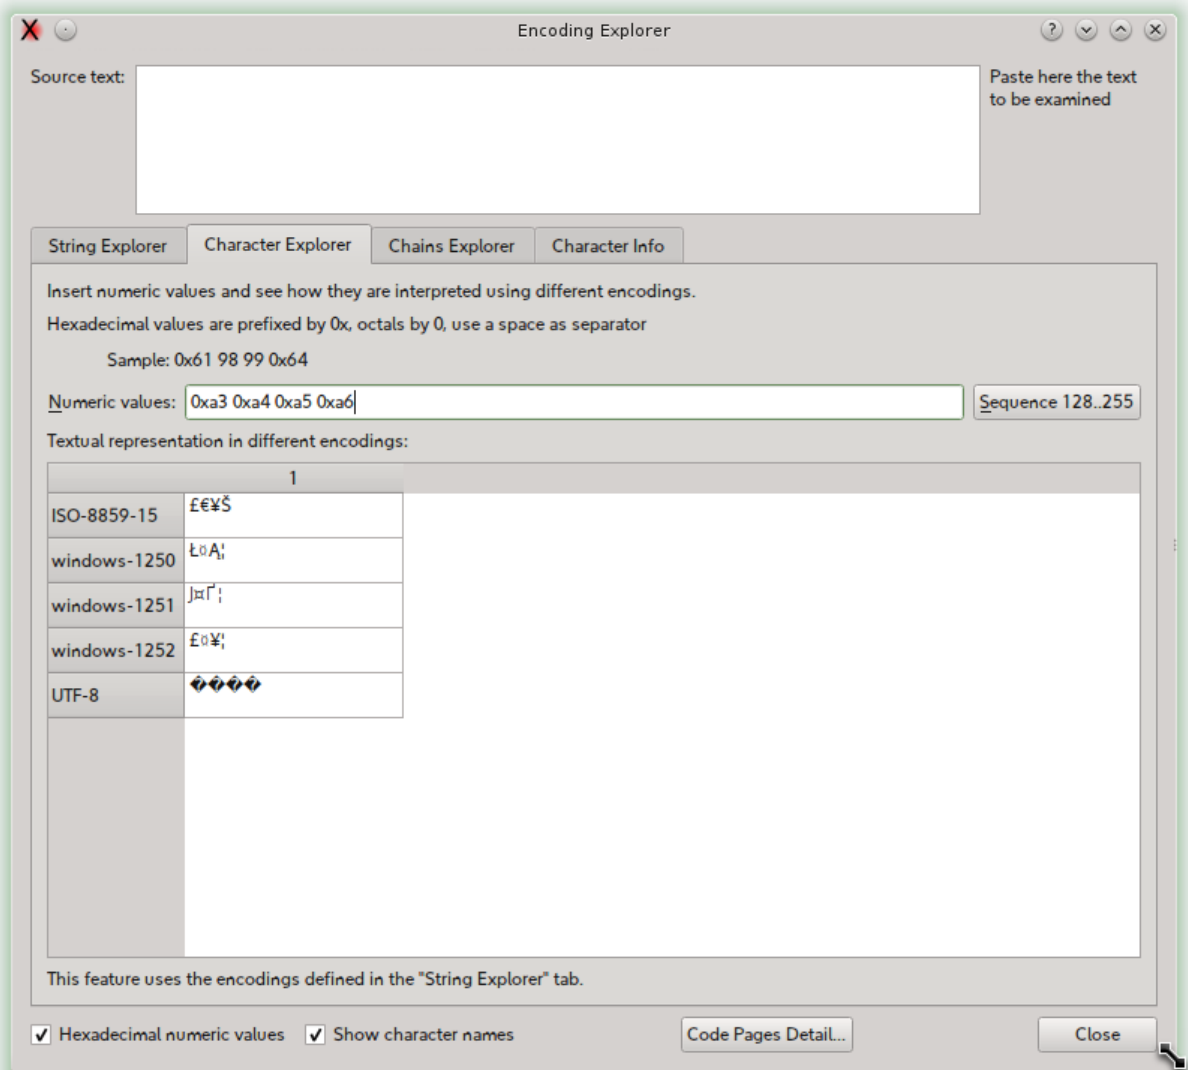 Encoding Explorer
Source text:
Paste here the text
to be examined
String Explorer Character Explorer Chains Explorer Character Info
Insert numeric values and see how they are interpreted using different encodings.
Hexadecimal values are prefixed by 0x, octals by 0, use a space as separator
Sample: 0x61 98 99 0x64
Numeric values: 0xa3 0xa4 0xa5 0xa6 Sequence 128..255
Textual representation in different encodings:
1
ISO-8859-15 £€¥Š
windows-1250 Ł¤Ą¦
windows-1251 Ј¤Ґ¦
windows-1252 £¤¥¦
UTF-8 ����
This feature uses the encodings defined in the "String Explorer" tab.
Hexadecimal numeric values Show character names Code Pages Detail... Close